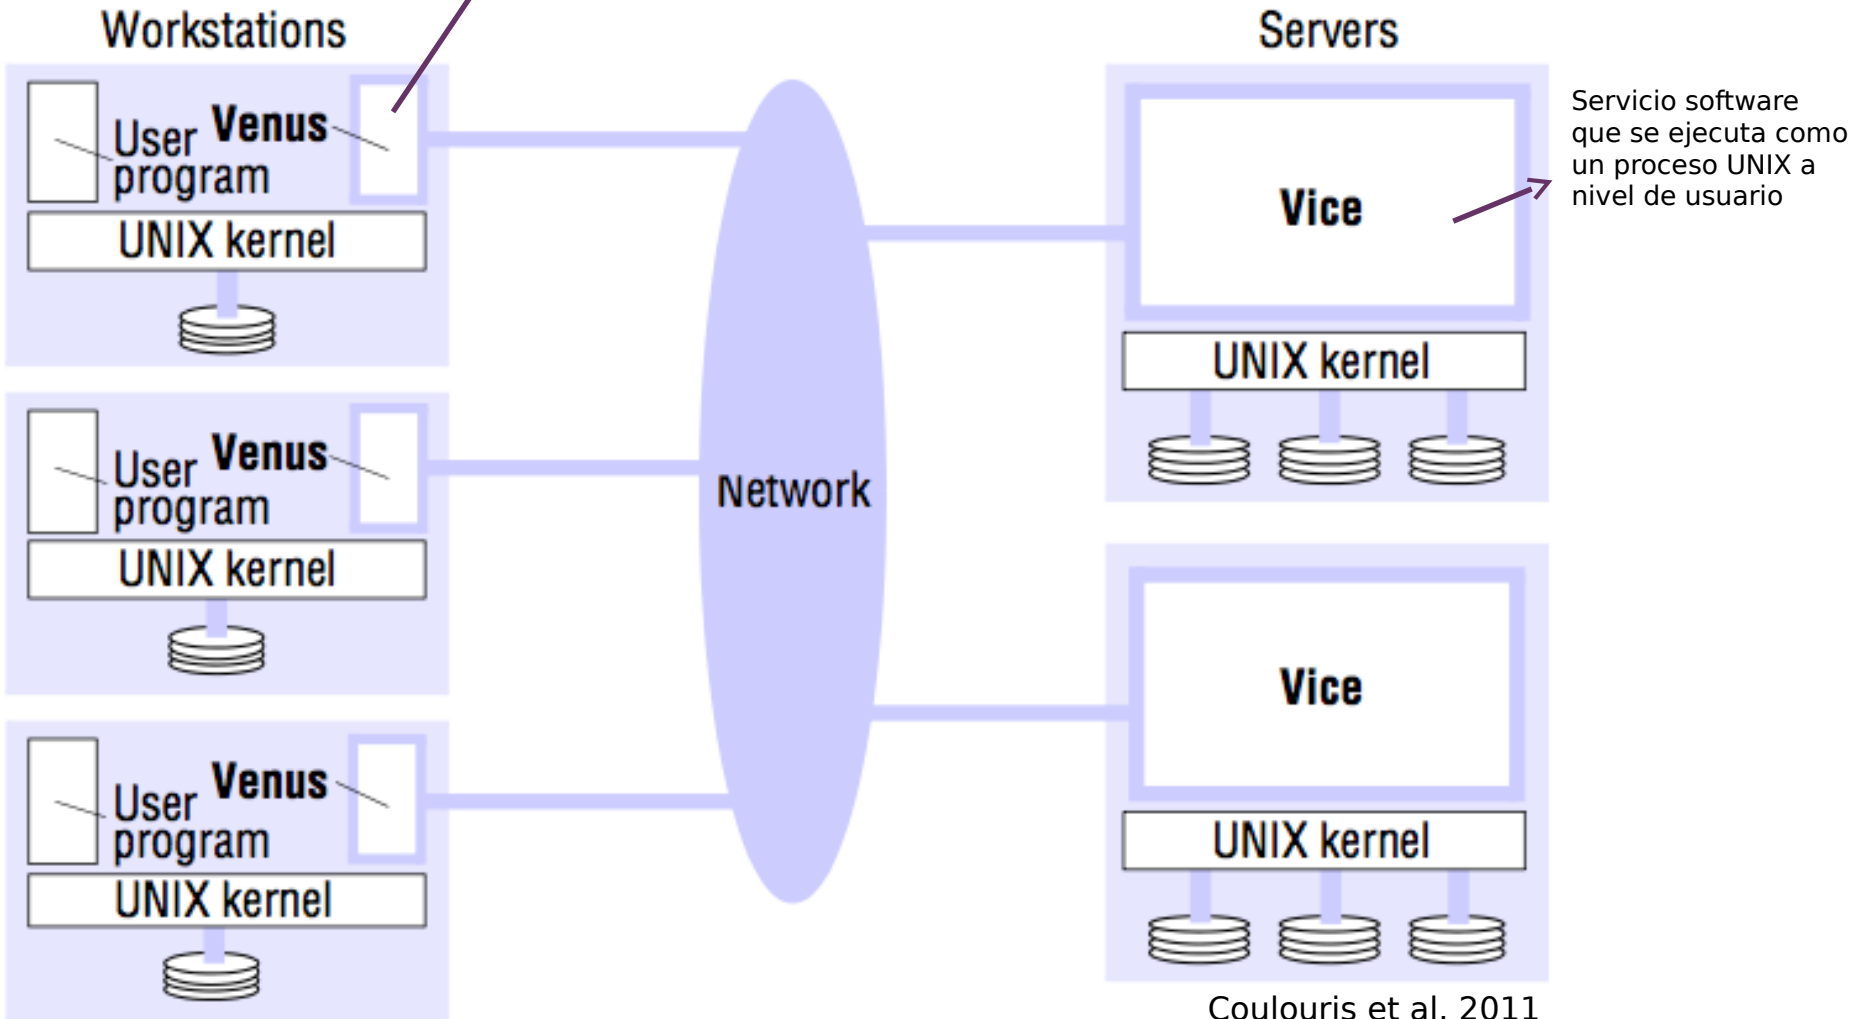 Workstations
User
program
Venus
UNIX kernel
User
program
Venus
UNIX kernel
User
program
Venus
UNIX kernel
Network
Servers
Vice
UNIX kernel
Servicio software
que se ejecuta como
un proceso UNIX a
nivel de usuario
Vice
UNIX kernel
Coulouris et al. 2011